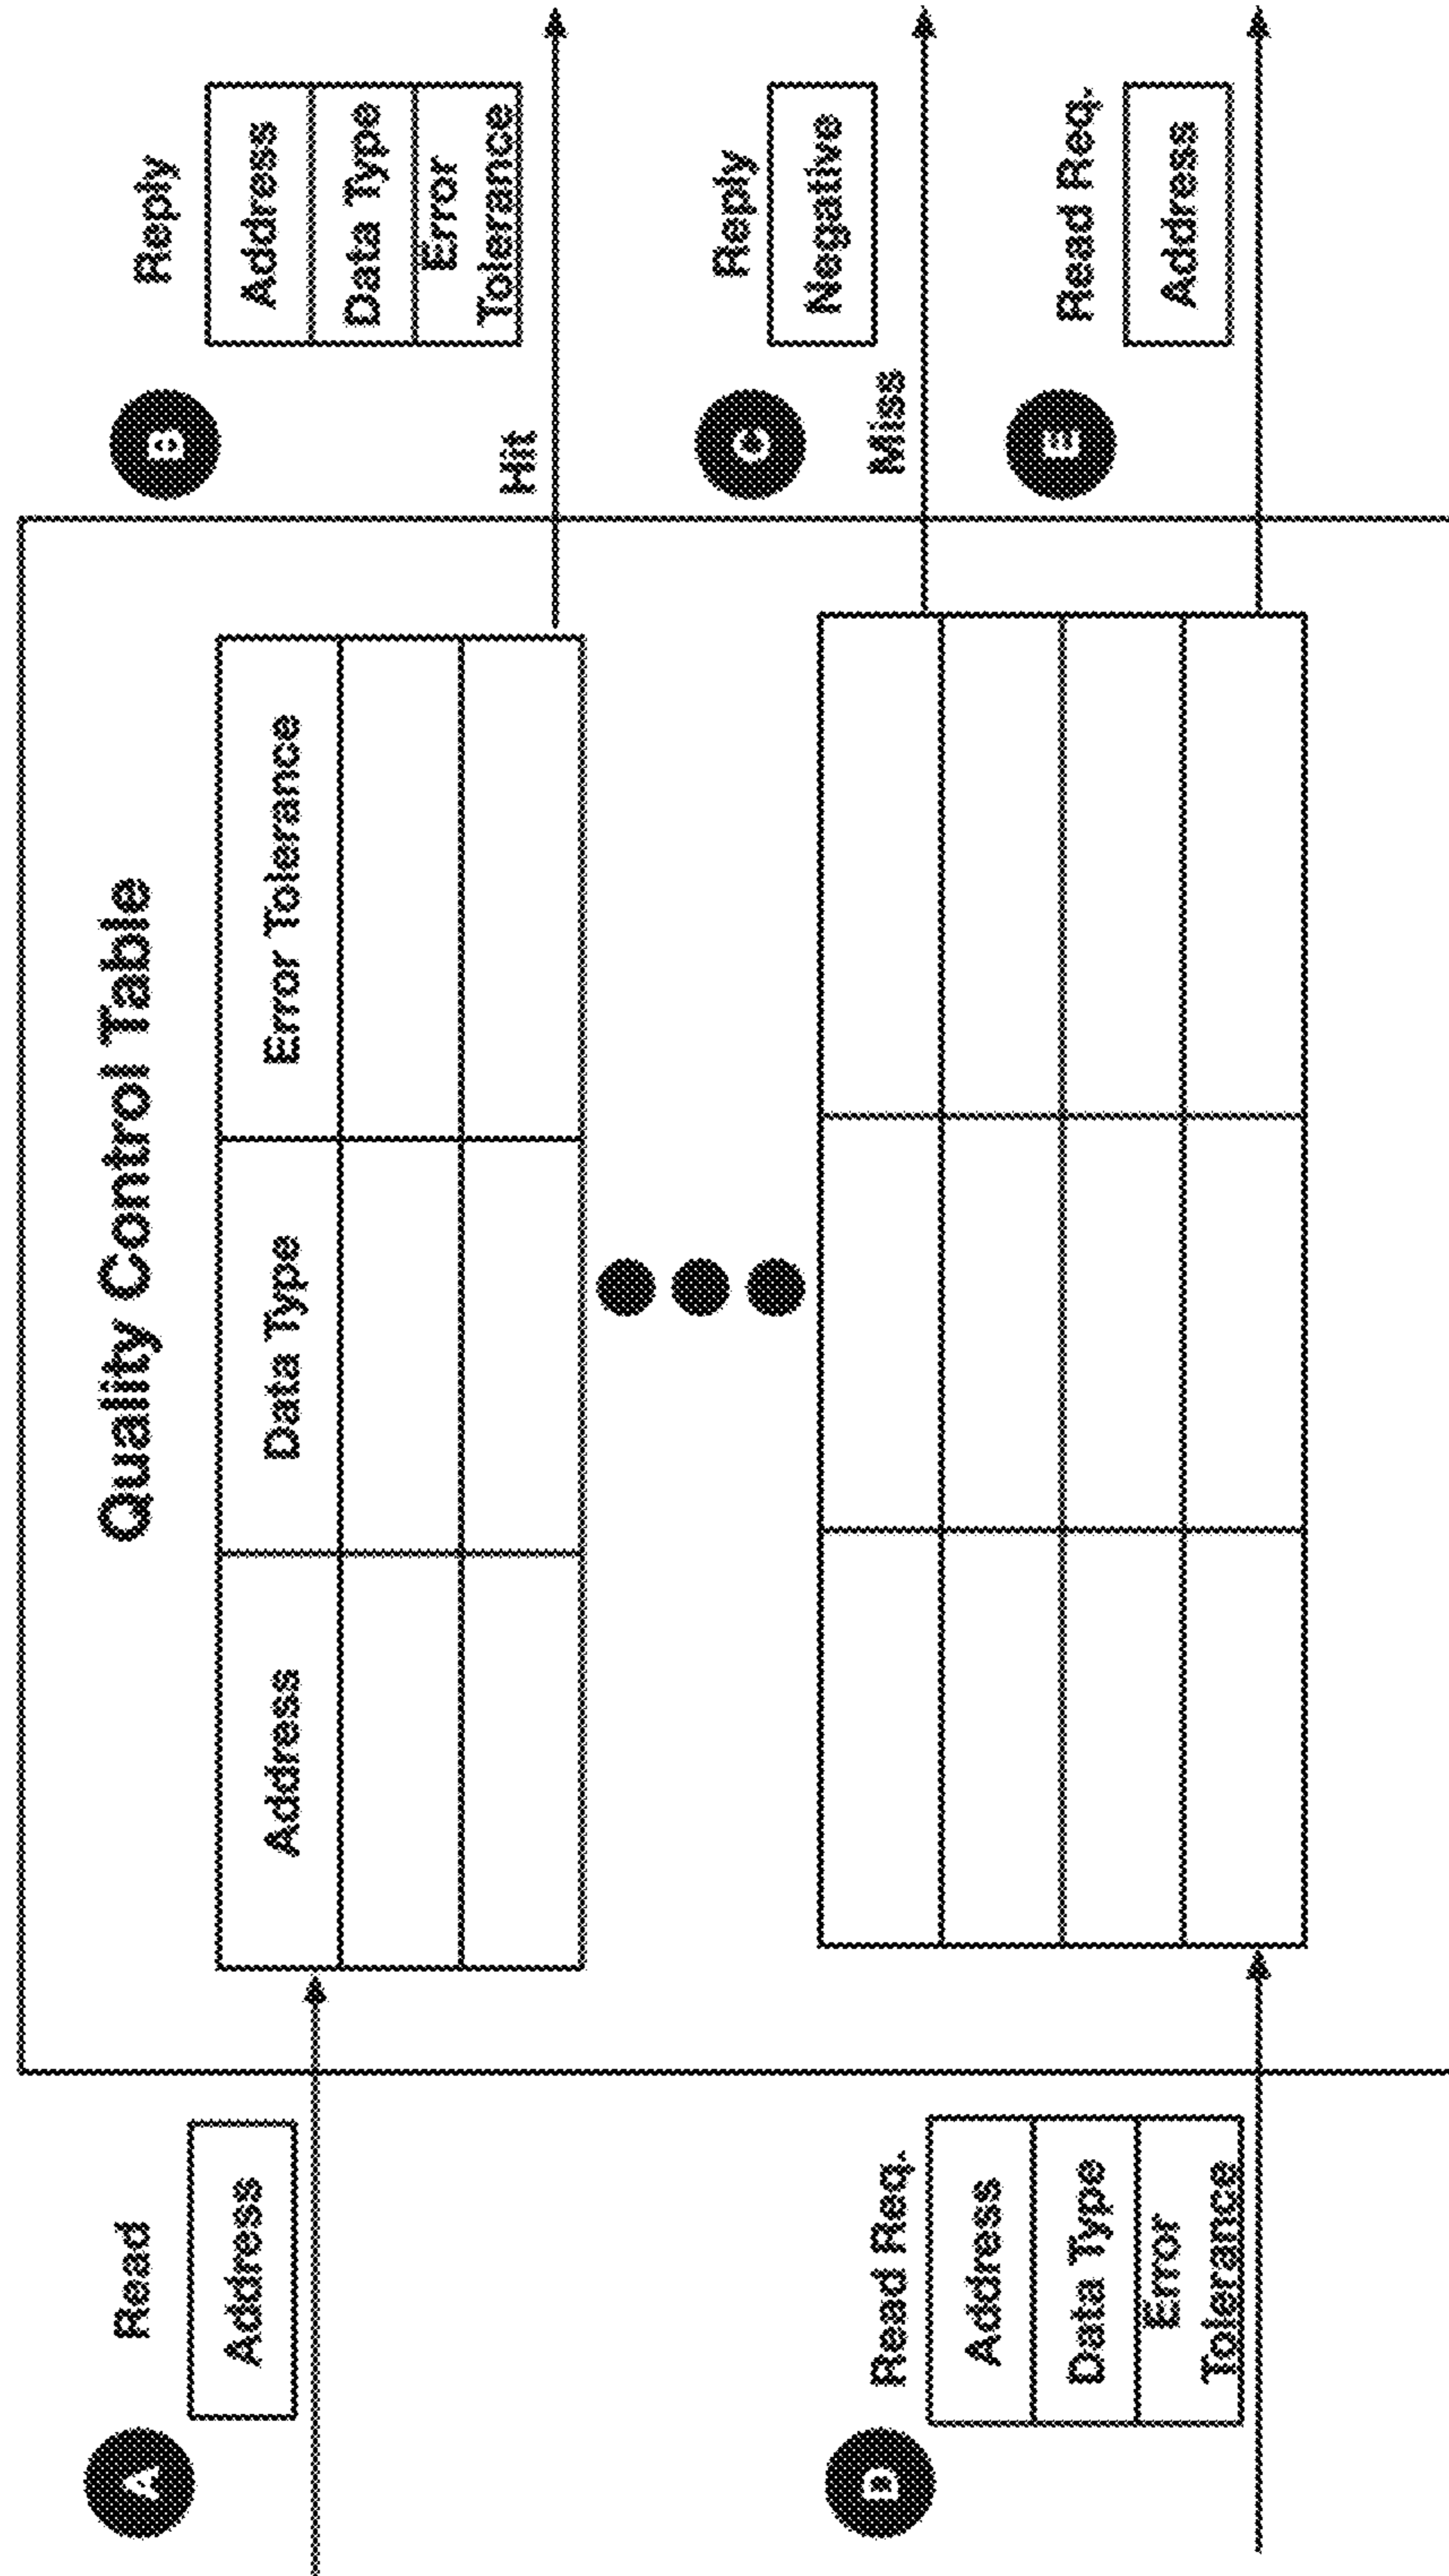 Quality Control Table
A
Read
Address
Address
Data Type
Error Tolerance
B
Reply
Address
Data Type
Error
Tolerance
Hit
C
Reply
Negative
Miss
D
Read Req.
Address
Data Type
Error
Tolerance
E
Read Req.
Address